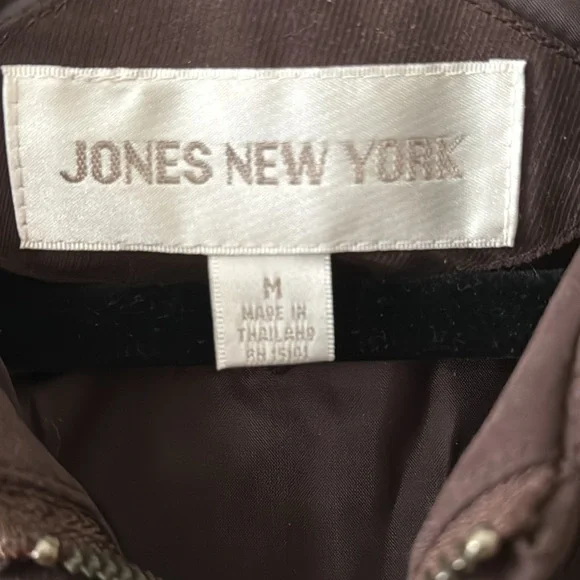 JONES NEW YORK
M
MADE IN
THAILAND
RN 15101